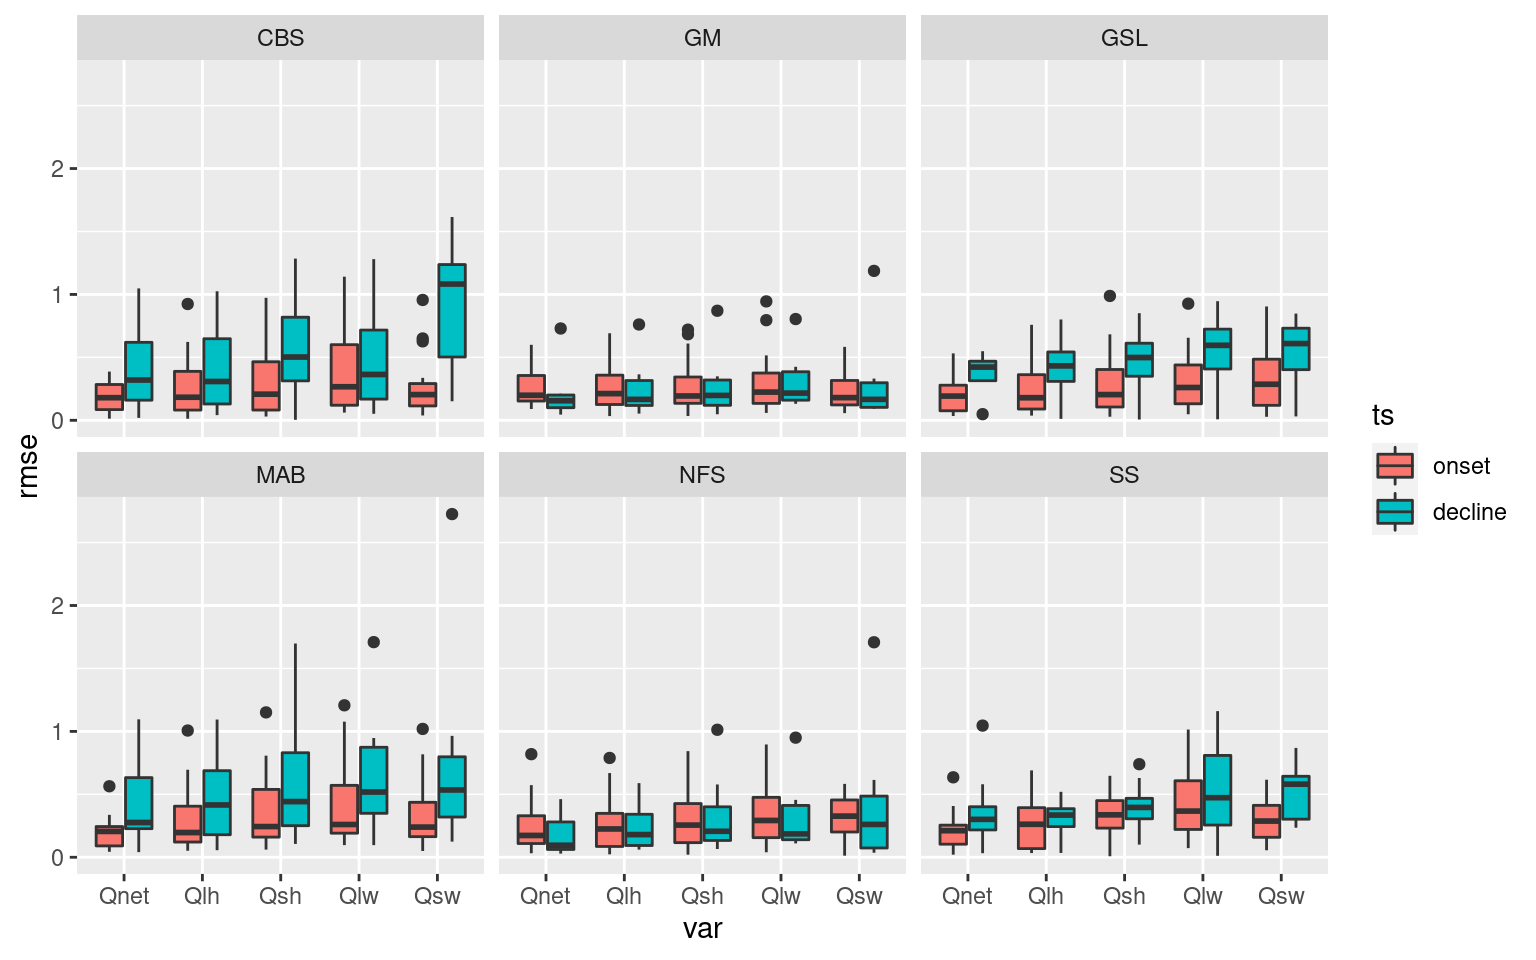 CBS GM GSL
2
1
0
rmse
MAB NFS SS
2
1
0
Qnet Qlh Qsh Qlw Qsw Qnet Qlh Qsh Qlw Qsw Qnet Qlh Qsh Qlw Qsw
var
ts
onset
decline